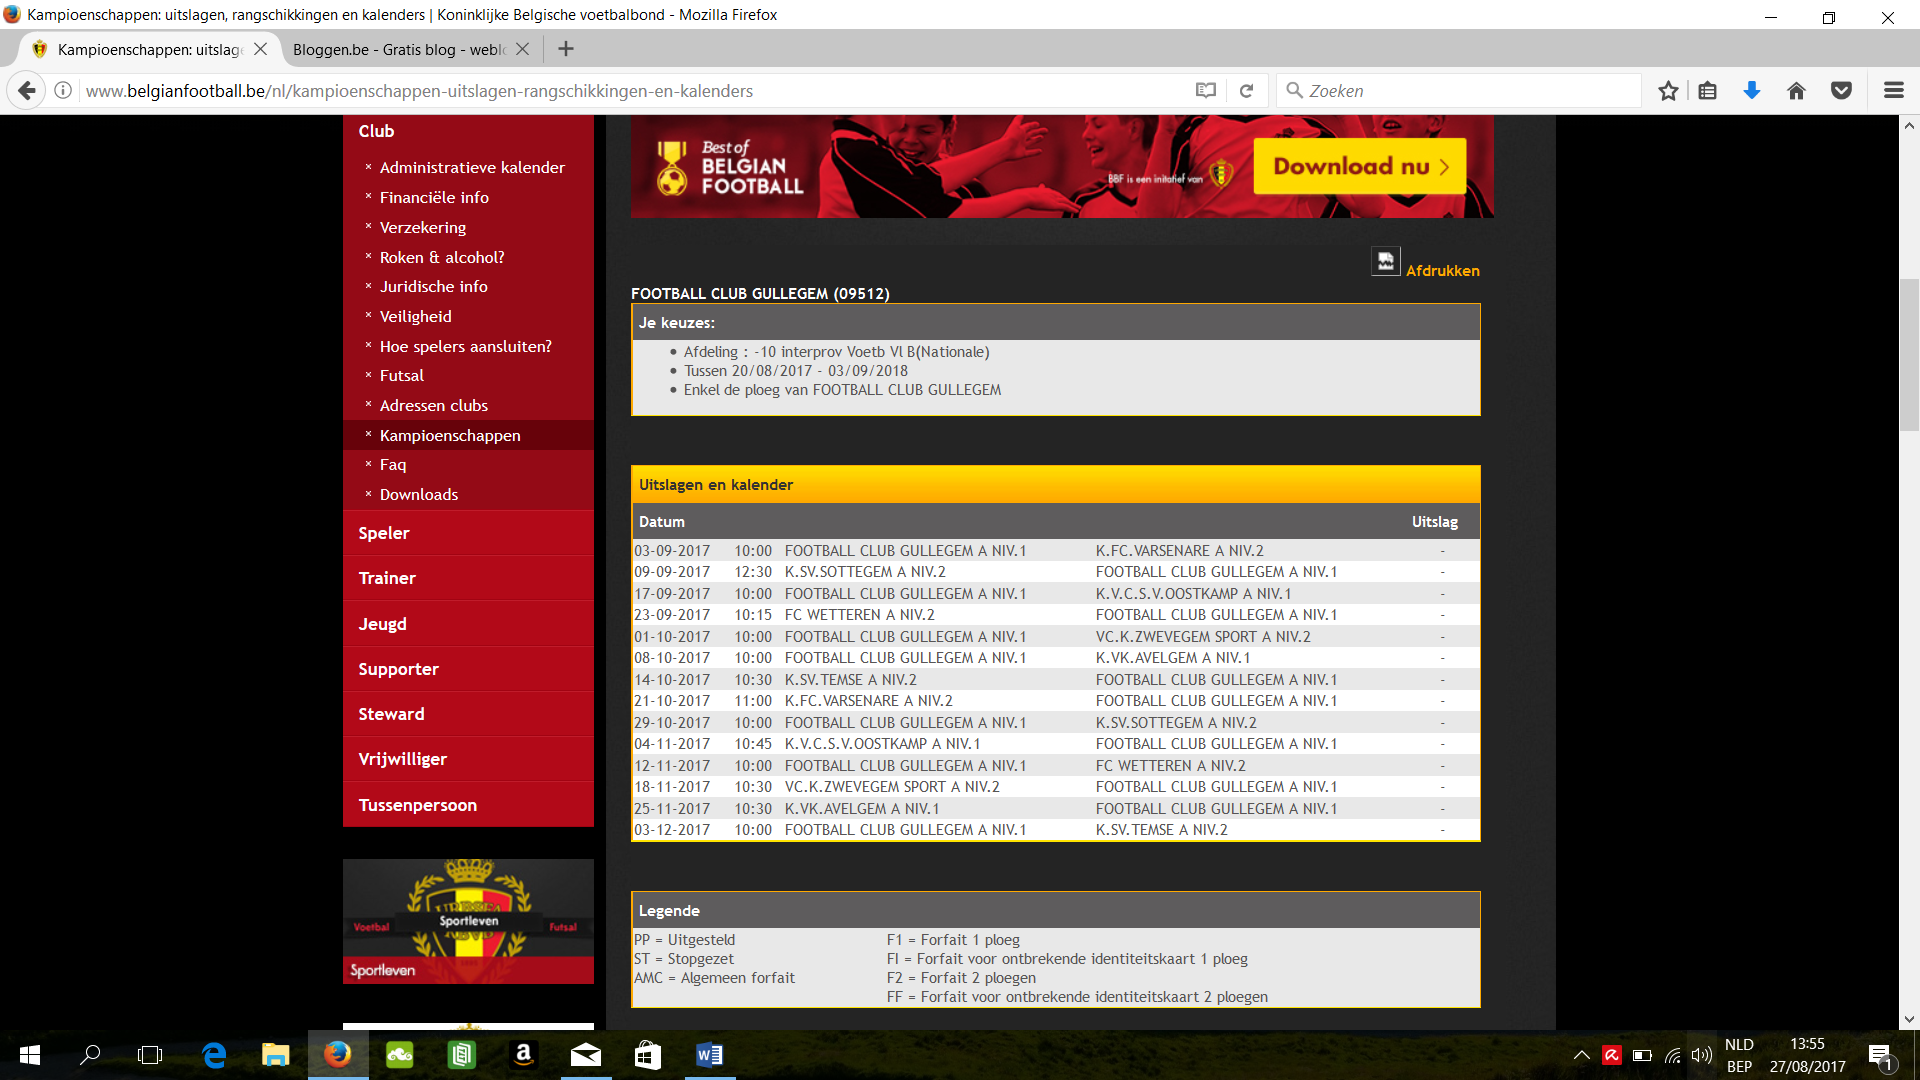 Kampioenschappen: uitslagen, rangschikkingen en kalenders | Koninklijke Belgische voetbalbond - Mozilla Firefox
Kampioenschappen: uitslage
Bloggen.be - Gratis blog - weblo
www.belgianfootball.be/nl/kampioenschappen-uitslagen-rangschikkingen-en-kalenders
Zoeken
Club
× Administratieve kalender
× Financiële info
× Verzekering
× Roken & alcohol?
× Juridische info
× Veiligheid
× Hoe spelers aansluiten?
× Futsal
× Adressen clubs
× Kampioenschappen
× Faq
× Downloads
Speler
Trainer
Jeugd
Supporter
Steward
Vrijwilliger
Tussenpersoon
Voetbal Sportleven Futsal
Sportleven
Best of
BELGIAN
FOOTBALL
BBF is een initiatief van
Download nu >
Afdrukken
FOOTBALL CLUB GULLEGEM (09512)
Je keuzes:
• Afdeling : -10 interprov Voetb Vl B(Nationale)
• Tussen 20/08/2017 - 03/09/2018
• Enkel de ploeg van FOOTBALL CLUB GULLEGEM
Uitslagen en kalender
Datum Uitslag
03-09-2017 10:00 FOOTBALL CLUB GULLEGEM A NIV.1 K.FC.VARSENARE A NIV.2 -
09-09-2017 12:30 K.SV.SOTTEGEM A NIV.2 FOOTBALL CLUB GULLEGEM A NIV.1 -
17-09-2017 10:00 FOOTBALL CLUB GULLEGEM A NIV.1 K.V.C.S.V.OOSTKAMP A NIV.1 -
23-09-2017 10:15 FC WETTEREN A NIV.2 FOOTBALL CLUB GULLEGEM A NIV.1 -
01-10-2017 10:00 FOOTBALL CLUB GULLEGEM A NIV.1 VC.K.ZWEVEGEM SPORT A NIV.2 -
08-10-2017 10:00 FOOTBALL CLUB GULLEGEM A NIV.1 K.VK.AVELGEM A NIV.1 -
14-10-2017 10:30 K.SV.TEMSE A NIV.2 FOOTBALL CLUB GULLEGEM A NIV.1 -
21-10-2017 11:00 K.FC.VARSENARE A NIV.2 FOOTBALL CLUB GULLEGEM A NIV.1 -
29-10-2017 10:00 FOOTBALL CLUB GULLEGEM A NIV.1 K.SV.SOTTEGEM A NIV.2 -
04-11-2017 10:45 K.V.C.S.V.OOSTKAMP A NIV.1 FOOTBALL CLUB GULLEGEM A NIV.1 -
12-11-2017 10:00 FOOTBALL CLUB GULLEGEM A NIV.1 FC WETTEREN A NIV.2 -
18-11-2017 10:30 VC.K.ZWEVEGEM SPORT A NIV.2 FOOTBALL CLUB GULLEGEM A NIV.1 -
25-11-2017 10:30 K.VK.AVELGEM A NIV.1 FOOTBALL CLUB GULLEGEM A NIV.1 -
03-12-2017 10:00 FOOTBALL CLUB GULLEGEM A NIV.1 K.SV.TEMSE A NIV.2 -
Legende
PP = Uitgesteld F1 = Forfait 1 ploeg
ST = Stopgezet FI = Forfait voor ontbrekende identiteitskaart 1 ploeg
AMC = Algemeen forfait F2 = Forfait 2 ploegen
FF = Forfait voor ontbrekende identiteitskaart 2 ploegen
NLD 13:55
BEP 27/08/2017 1